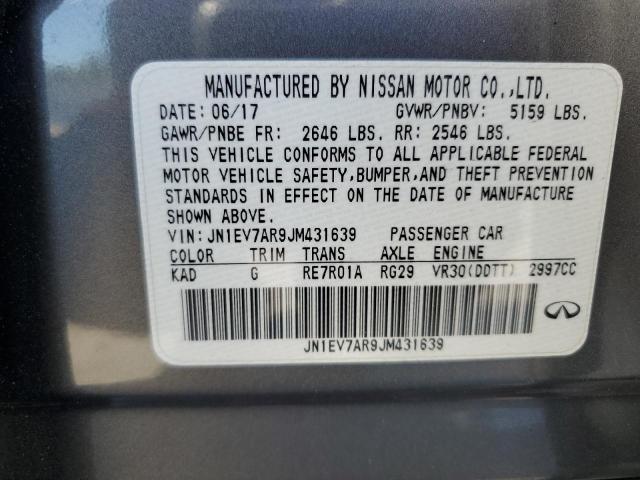 MANUFACTURED BY NISSAN MOTOR CO.,LTD.
DATE: 06/17 GVWR/PNBV: 5159 LBS.
GAWR/PNBE FR: 2646 LBS. RR: 2546 LBS.
THIS VEHICLE CONFORMS TO ALL APPLICABLE FEDERAL
MOTOR VEHICLE SAFETY,BUMPER,AND THEFT PREVENTION
STANDARDS IN EFFECT ON THE DATE OF MANUFACTURE
SHOWN ABOVE.
VIN: JN1EV7AR9JM431639 PASSENGER CAR
COLOR TRIM TRANS AXLE ENGINE
KAD G RE7R01A RG29 VR30(DDTT) 2997CC
JN1EV7AR9JM431639